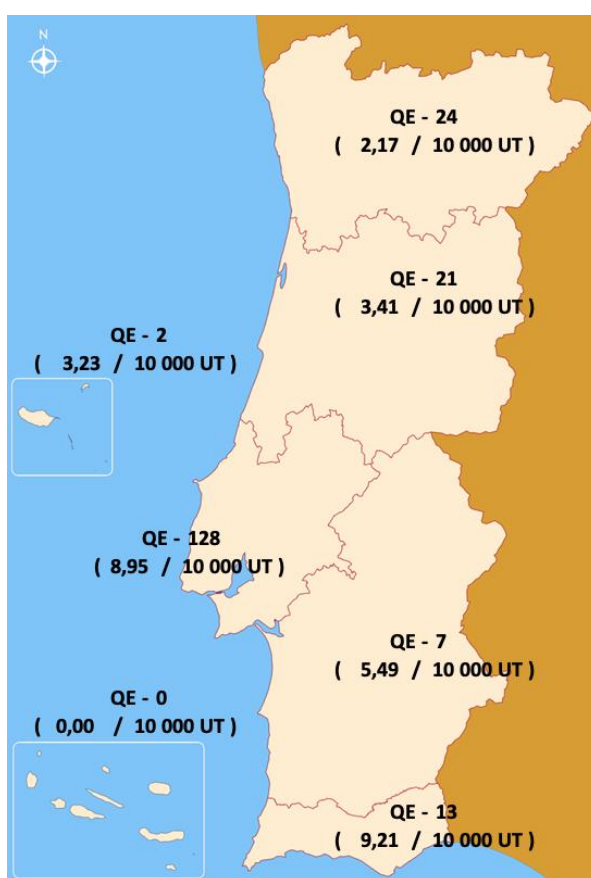 N
QE - 24
( 2,17 / 10 000 UT )
QE - 21
( 3,41 / 10 000 UT )
QE - 2
( 3,23 / 10 000 UT )
QE - 128
( 8,95 / 10 000 UT )
QE - 7
( 5,49 / 10 000 UT )
QE - 0
( 0,00 / 10 000 UT )
QE - 13
( 9,21 / 10 000 UT )